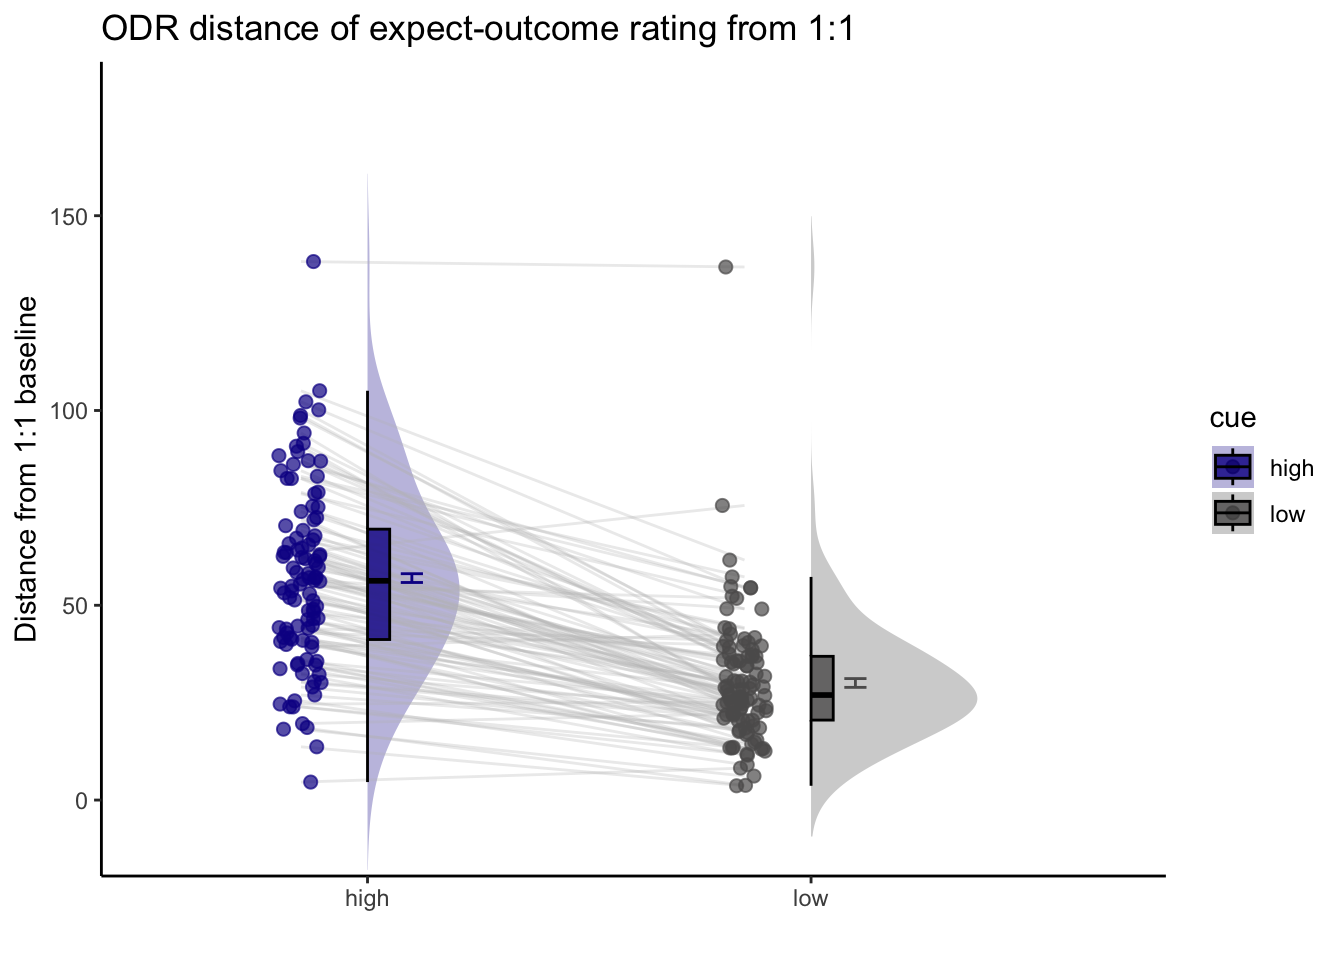 ODR distance of expect-outcome rating from 1:1
Distance from 1:1 baseline
150
100
50
0
high
low
cue
high
low